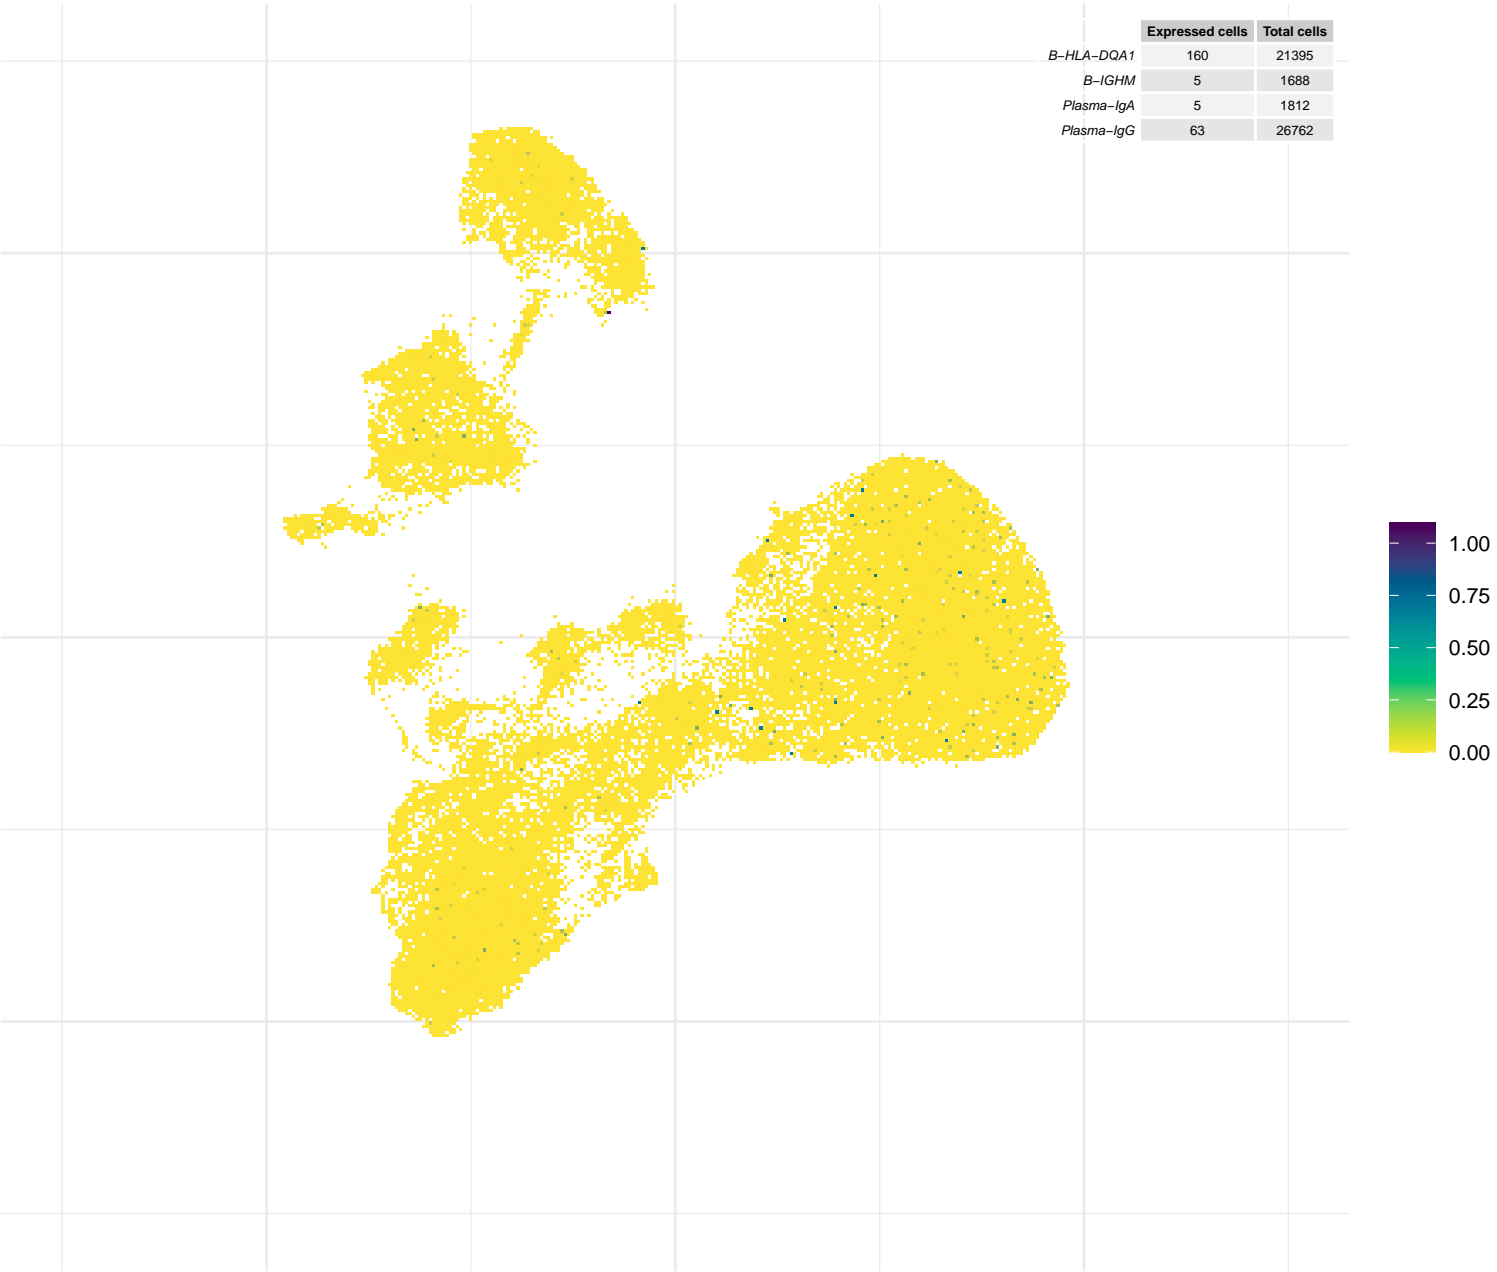 Expressed cells Total cells
B-HLA-DQA1 160 21395
B-IGHM 5 1688
Plasma-IgA 5 1812
Plasma-IgG 63 26762
1.00
0.75
0.50
0.25
0.00